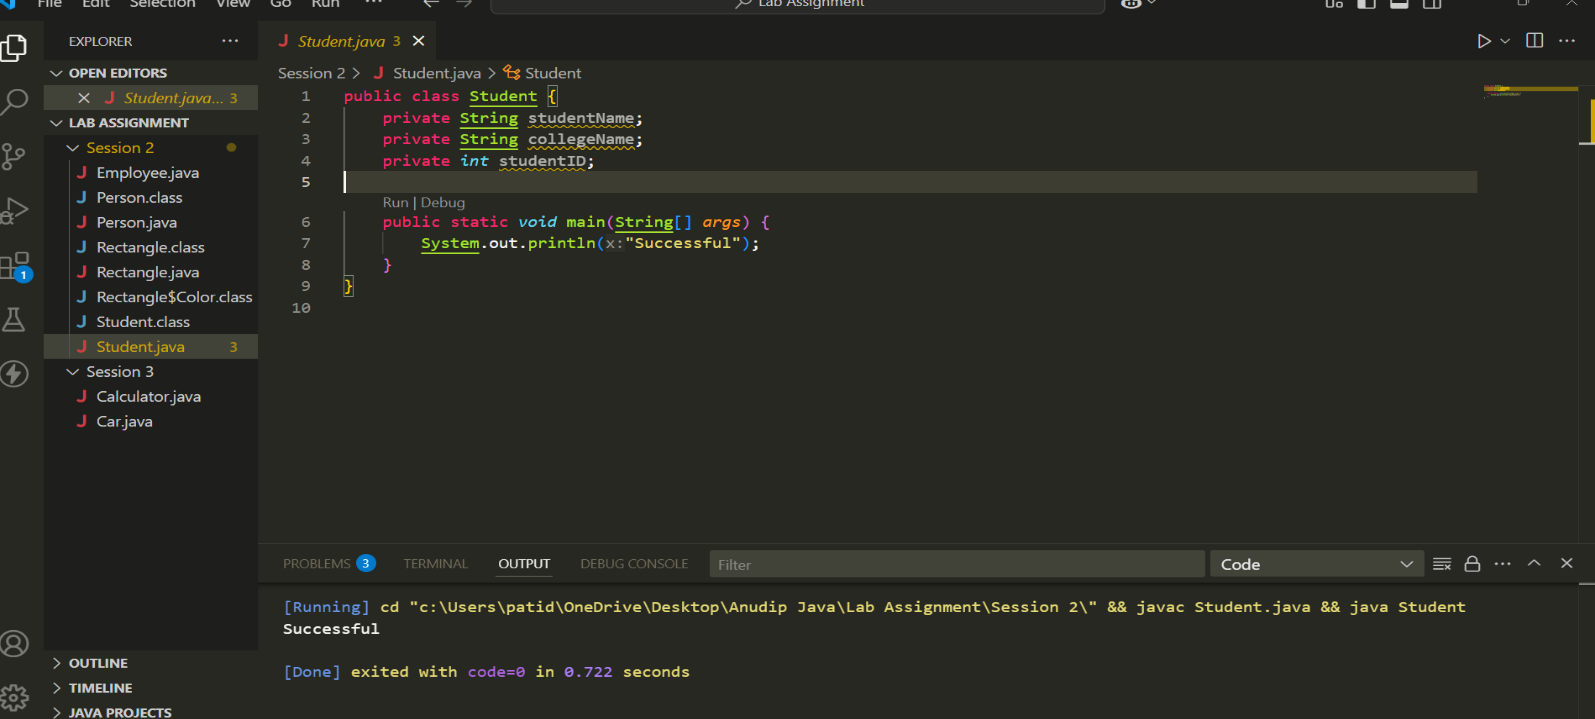 File Edit Selection View Go Run ... Lab Assignment
EXPLORER ...
OPEN EDITORS
Student.java... 3
LAB ASSIGNMENT
Session 2
J Employee.java
J Person.class
J Person.java
J Rectangle.class
J Rectangle.java
J Rectangle$Color.class
J Student.class
J Student.java 3
Session 3
J Calculator.java
J Car.java
OUTLINE
TIMELINE
JAVA PROJECTS
1
J Student.java 3
Session 2 > J Student.java > Student
1 public class Student {
2 private String studentName;
3 private String collegeName;
4 private int studentID;
5
Run | Debug
6 public static void main(String[] args) {
7 System.out.println(x:"Successful");
8 }
9 }
10
PROBLEMS 3 TERMINAL OUTPUT DEBUG CONSOLE Filter Code
[Running] cd "c:\Users\patid\OneDrive\Desktop\Anudip Java\Lab Assignment\Session 2\" && javac Student.java && java Student
Successful
[Done] exited with code=0 in 0.722 seconds